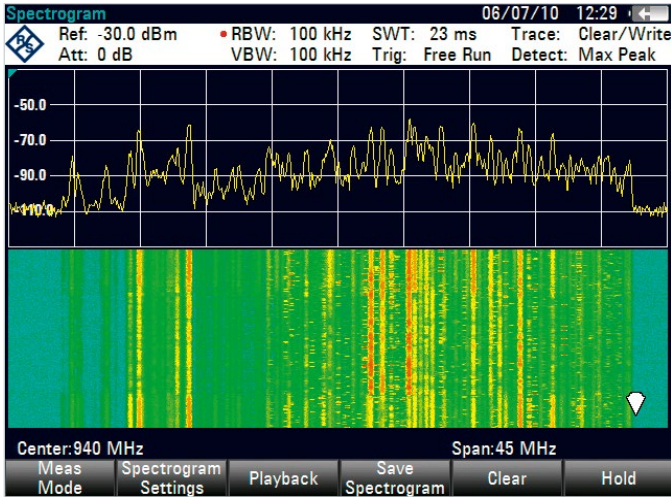 Spectrogram 06/07/10 12:29
R&S Ref: -30.0 dBm • RBW: 100 kHz SWT: 23 ms Trace: Clear/Write
Att: 0 dB VBW: 100 kHz Trig: Free Run Detect: Max Peak
-50.0
-70.0
-90.0
-110.0
Center:940 MHz Span:45 MHz
Meas Mode
Spectrogram Settings
Playback
Save Spectrogram
Clear
Hold